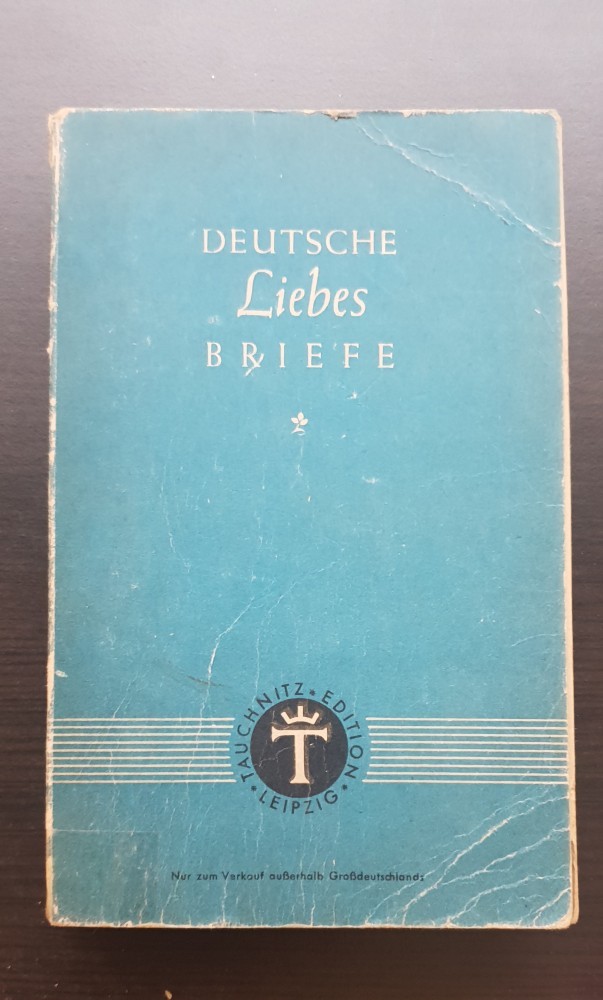 DEUTSCHE
Liebes
BRIEFE
TAUCHNITZ * EDITION
* LEIPZIG *
T
Nur zum Verkauf außerhalb Großdeutschlands